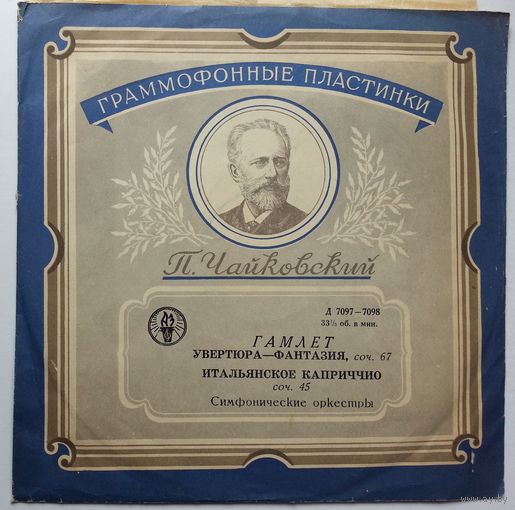 ГРАММОФОННЫЕ ПЛАСТИНКИ
П. Чайковский
Д 7097—7098
33⅓ об. в мин.
ГАМЛЕТ
УВЕРТЮРА—ФАНТАЗИЯ, соч. 67
ИТАЛЬЯНСКОЕ КАПРИЧЧИО
соч. 45
Симфонические оркестры